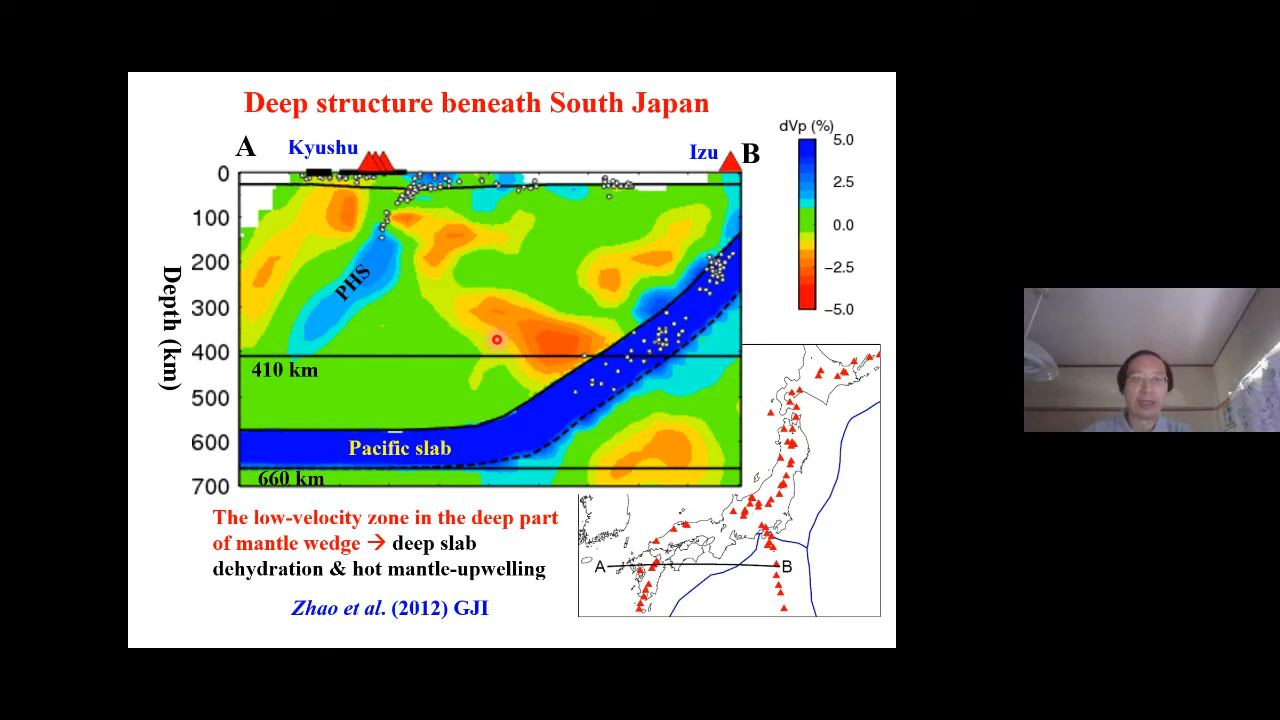 Deep structure beneath South Japan
A
Kyushu
Izu
B
dVp (%)
5.0
2.5
0.0
−2.5
−5.0
Depth (km)
0
100
200
300
400
500
600
700
PHS
410 km
Pacific slab
660 km
The low-velocity zone in the deep part
of mantle wedge → deep slab
dehydration & hot mantle-upwelling
Zhao et al. (2012) GJI
A
B